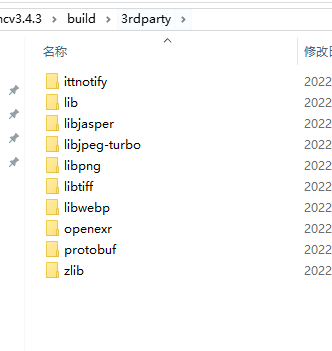 ncv3.4.3 > build > 3rdparty >
名称 修改日
ittnotify 2022
lib 2022
libjasper 2022
libjpeg-turbo 2022
libpng 2022
libtiff 2022
libwebp 2022
openexr 2022
protobuf 2022
zlib 2022